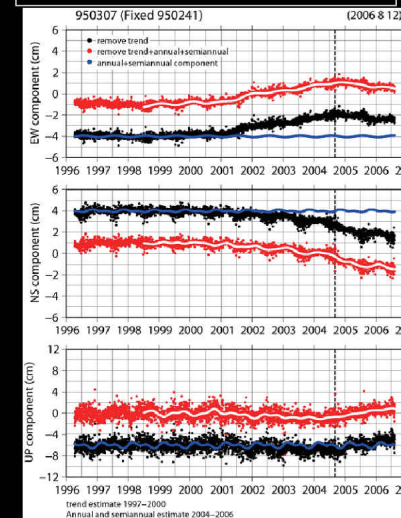 950307 (Fixed 950241) (2006 8 12)
6
4
2
0
−2
−4
−6
EW component (cm)
remove trend
remove trend+annual+semiannual
annual+semiannual component
1996 1997 1998 1999 2000 2001 2002 2003 2004 2005 2006 2
6
4
2
0
−2
−4
−6
NS component (cm)
1996 1997 1998 1999 2000 2001 2002 2003 2004 2005 2006 2
12
8
4
0
−4
−8
−12
UP component (cm)
1996 1997 1998 1999 2000 2001 2002 2003 2004 2005 2006 2
trend estimate 1997−2000
Annual and semiannual estimate 2004−2006